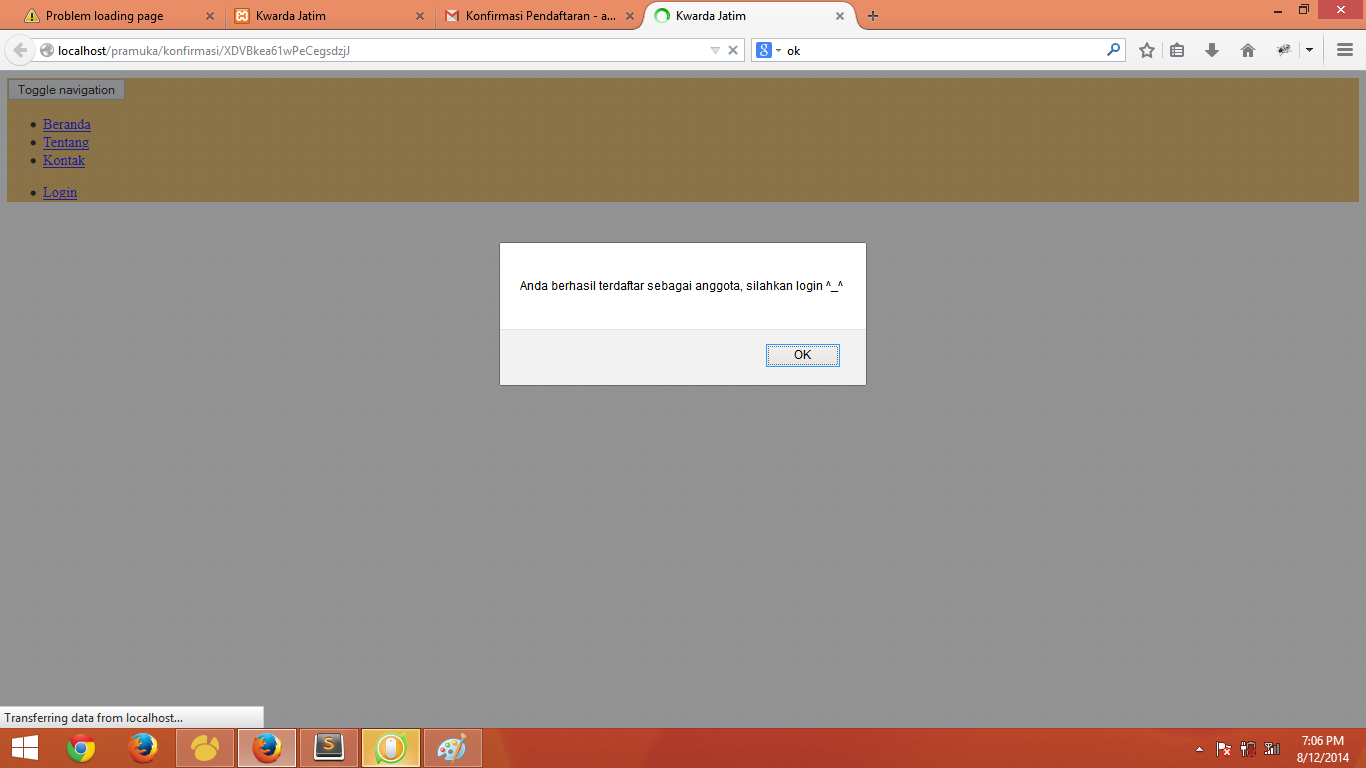 Problem loading page
Kwarda Jatim
Konfirmasi Pendaftaran - a...
Kwarda Jatim
localhost/pramuka/konfirmasi/XDVBkea61wPeCegsdzjJ
ok
Toggle navigation
Beranda
Tentang
Kontak
Login
Anda berhasil terdaftar sebagai anggota, silahkan login ^_^
OK
Transferring data from localhost...
7:06 PM
8/12/2014